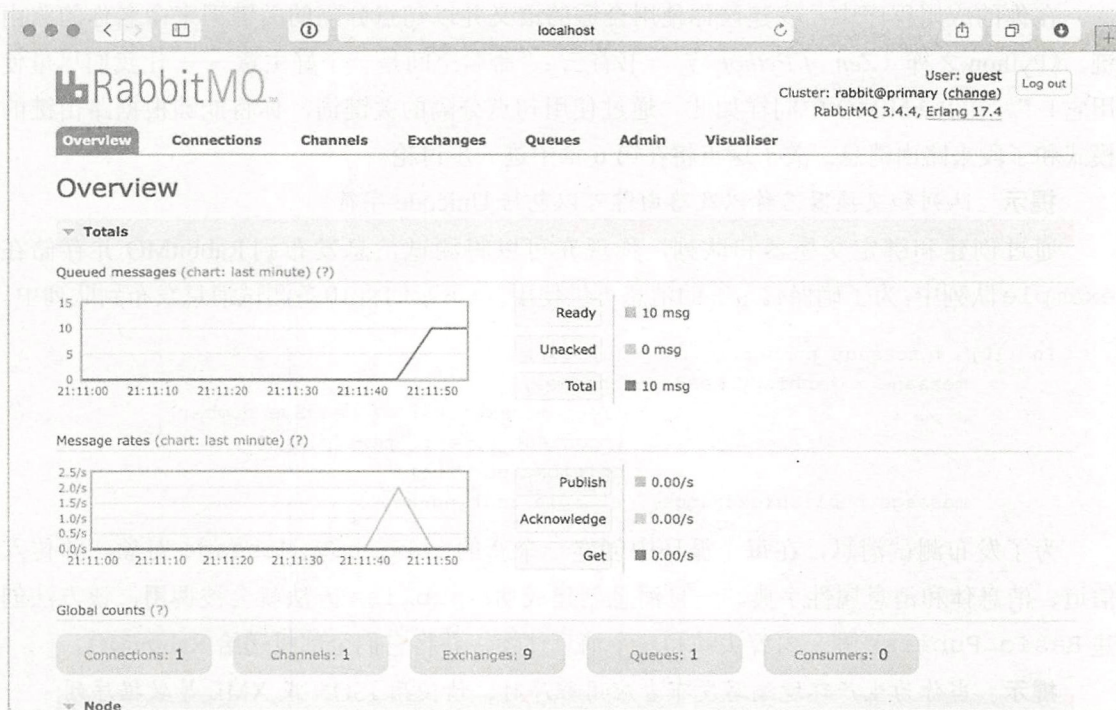 localhost
RabbitMQ™
User: guest
Cluster: rabbit@primary (change)
RabbitMQ 3.4.4, Erlang 17.4
Log out
Overview Connections Channels Exchanges Queues Admin Visualiser
Overview
Totals
Queued messages (chart: last minute) (?)
15
10
5
0
21:11:00 21:11:10 21:11:20 21:11:30 21:11:40 21:11:50
Ready 10 msg
Unacked 0 msg
Total 10 msg
Message rates (chart: last minute) (?)
2.5/s
2.0/s
1.5/s
1.0/s
0.5/s
0.0/s
21:11:00 21:11:10 21:11:20 21:11:30 21:11:40 21:11:50
Publish 0.00/s
Acknowledge 0.00/s
Get 0.00/s
Global counts (?)
Connections: 1 Channels: 1 Exchanges: 9 Queues: 1 Consumers: 0
Node